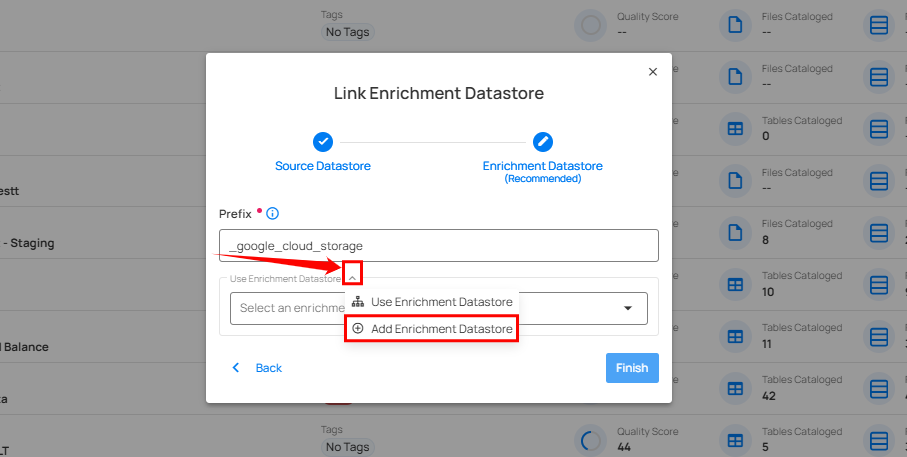 Tags
Quality Score
Files Cataloged
No Tags
--
--
Link Enrichment Datastore
Files Cataloged
--
Tables Cataloged
0
Source Datastore
Enrichment Datastore
(Recommended)
Files Cataloged
--
estt
Prefix
Files Cataloged
8
- Staging
_google_cloud_storage
Use Enrichment Datastore
Tables Cataloged
10
Use Enrichment Datastore
Select an enrichme
Add Enrichment Datastore
Tables Cataloged
11
Balance
Back
Finish
Tables Cataloged
42
ta
Tags
Quality Score
Tables Cataloged
No Tags
44
5
LT